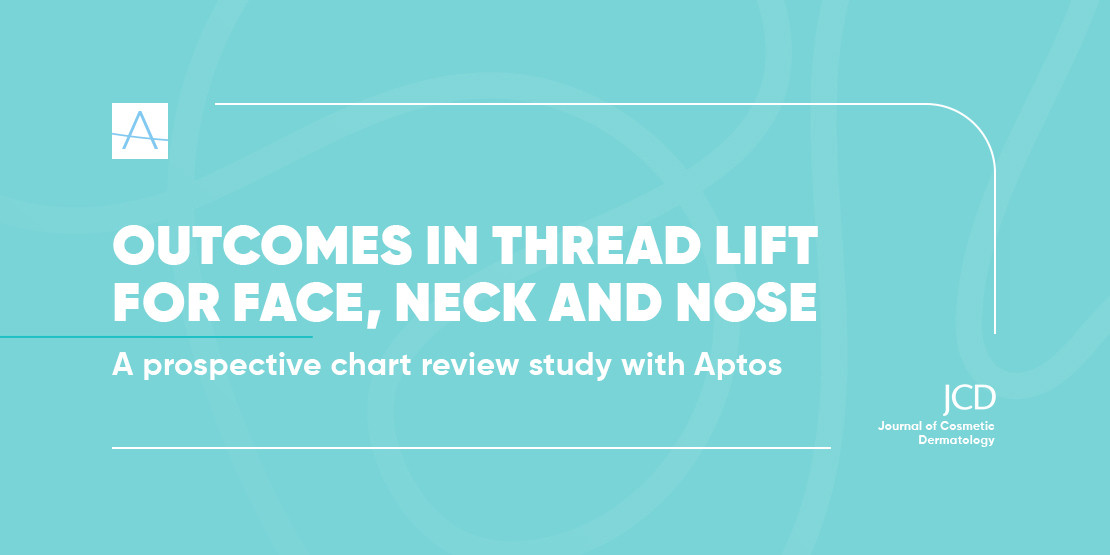 OUTCOMES IN THREAD LIFT
FOR FACE, NECK AND NOSE
A prospective chart review study with Aptos
JCD
Journal of Cosmetic
Dermatology